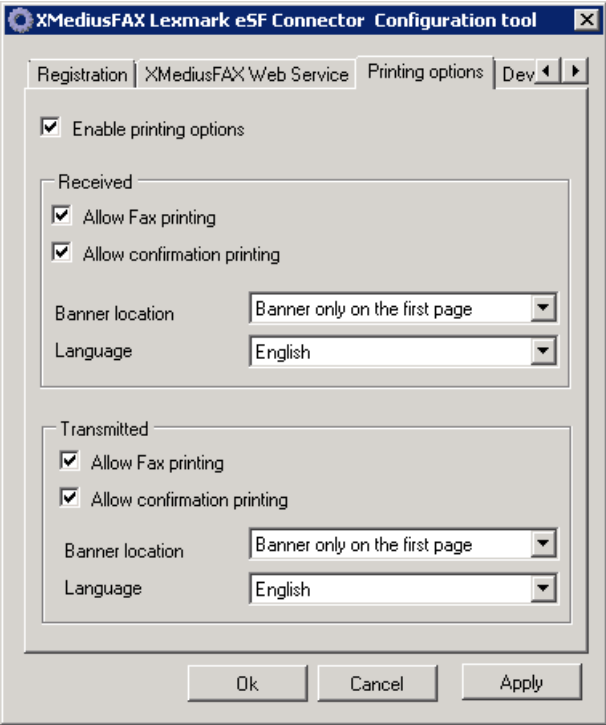 XMediusFAX Lexmark eSF Connector Configuration tool
Registration XMediusFAX Web Service Printing options Dev
Enable printing options
Received
Allow Fax printing
Allow confirmation printing
Banner location Banner only on the first page
Language English
Transmitted
Allow Fax printing
Allow confirmation printing
Banner location Banner only on the first page
Language English
Ok Cancel Apply